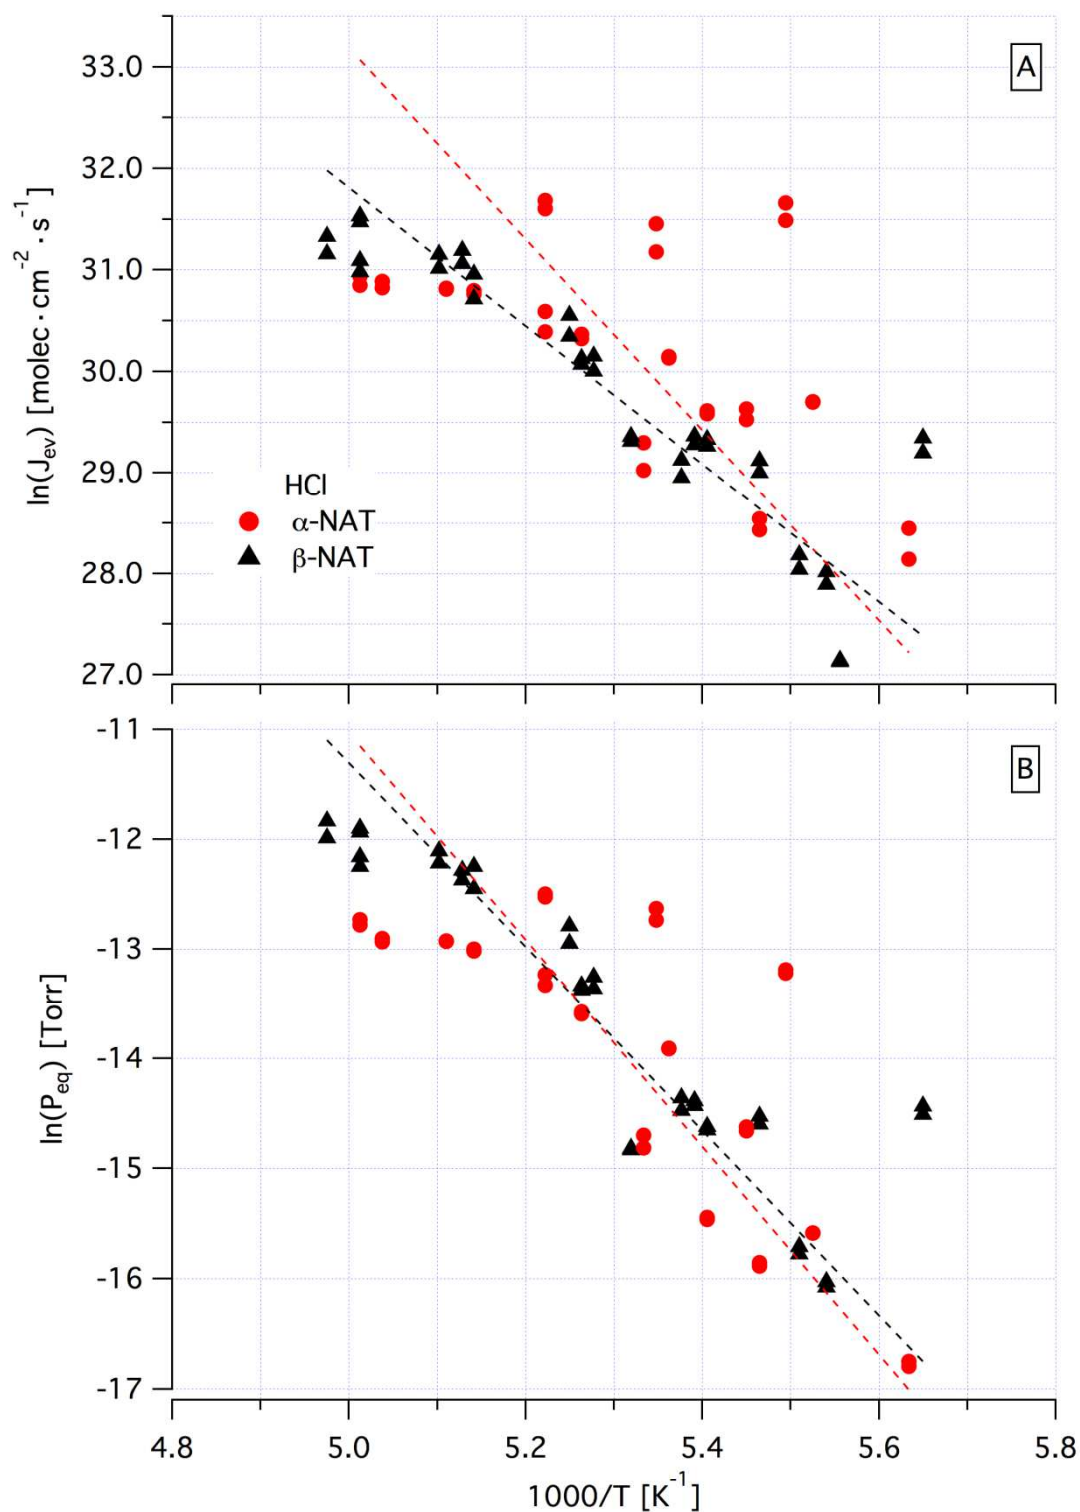 A
33.0
32.0
31.0
30.0
29.0
28.0
27.0
ln(J_ev) [molec·cm⁻²·s⁻¹]
HCl
α-NAT
β-NAT
B
-11
-12
-13
-14
-15
-16
-17
ln(P_eq) [Torr]
4.8 5.0 5.2 5.4 5.6 5.8
1000/T [K⁻¹]